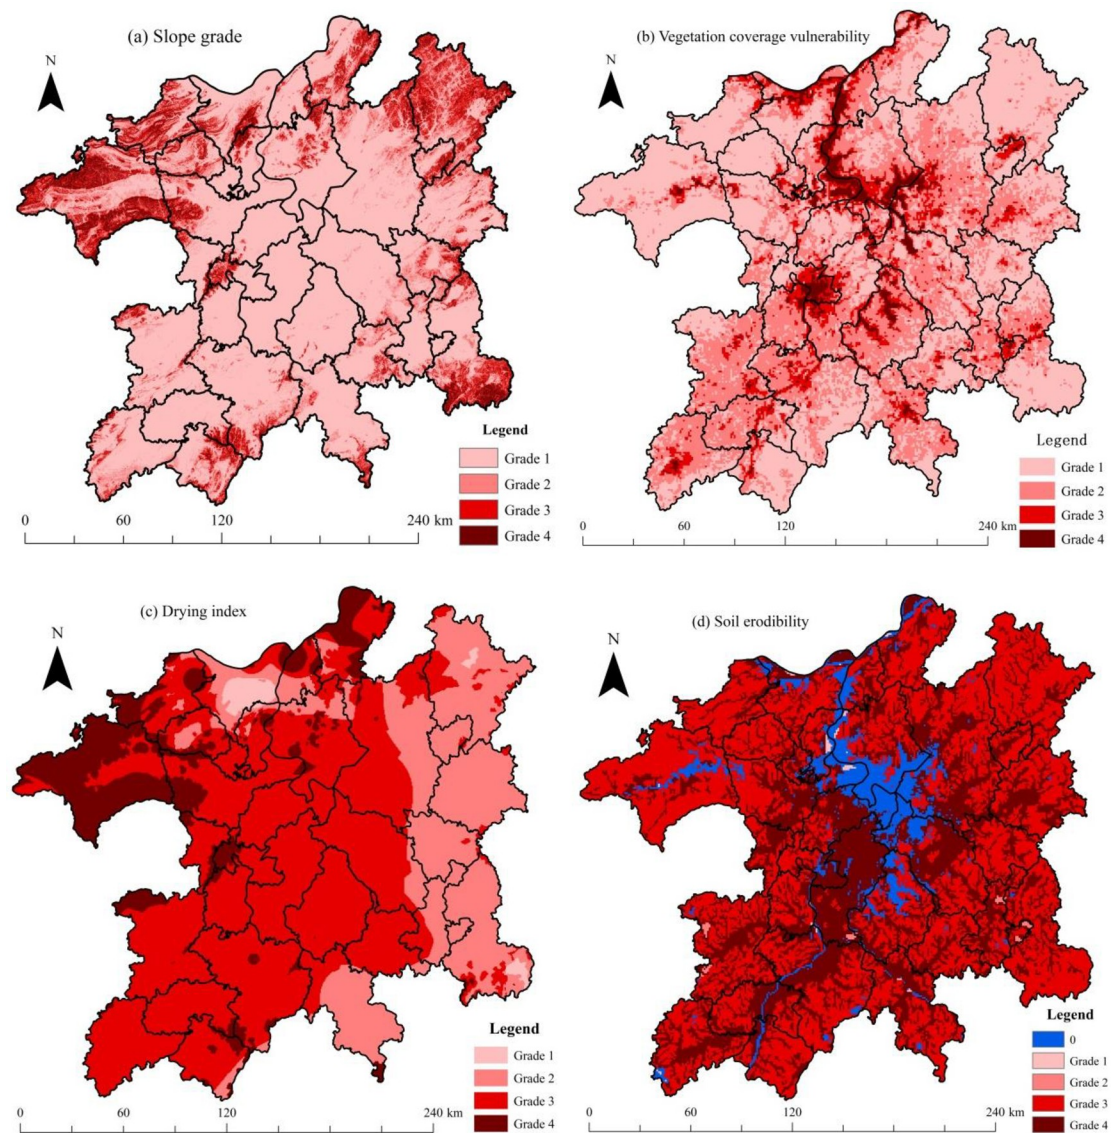 (a) Slope grade
N
Legend
Grade 1
Grade 2
Grade 3
Grade 4
0 60 120 240 km
(b) Vegetation coverage vulnerability
N
Legend
Grade 1
Grade 2
Grade 3
Grade 4
0 60 120 240 km
(c) Drying index
N
Legend
Grade 1
Grade 2
Grade 3
Grade 4
0 60 120 240 km
(d) Soil erodibility
N
Legend
0
Grade 1
Grade 2
Grade 3
Grade 4
0 60 120 240 km